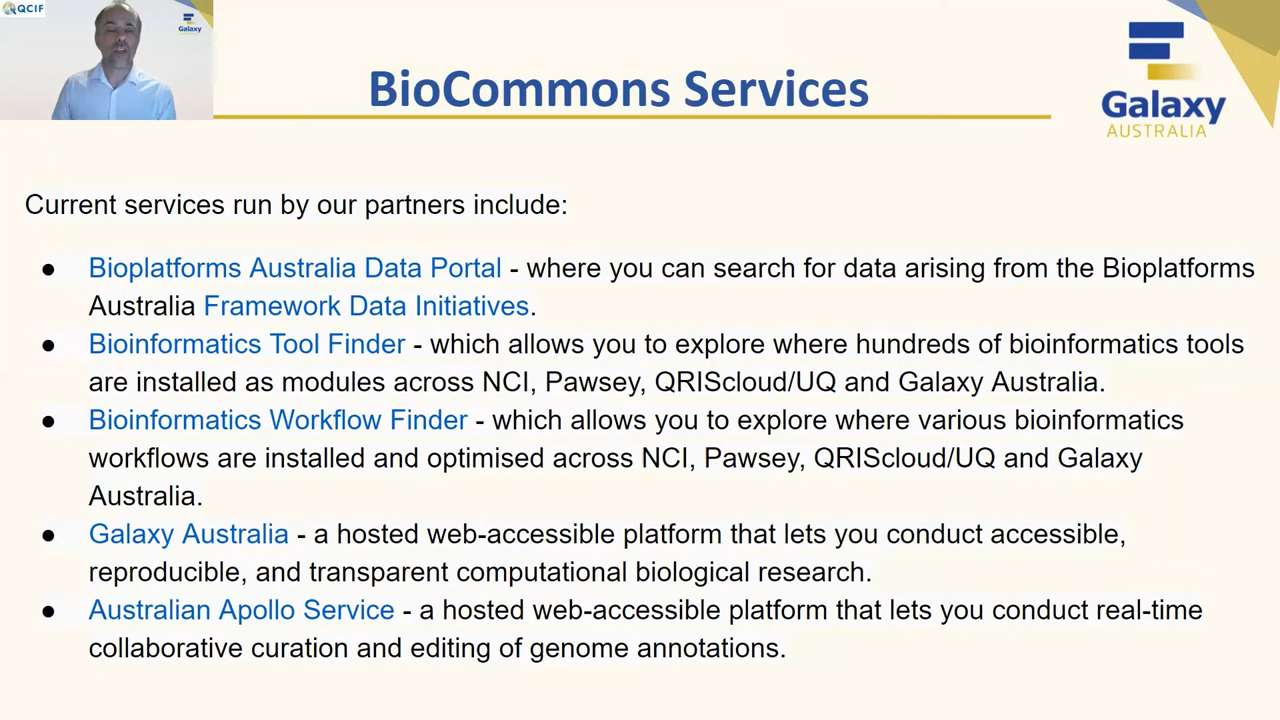 QCIF
Galaxy
BioCommons Services
Galaxy
AUSTRALIA
Current services run by our partners include:
● Bioplatforms Australia Data Portal - where you can search for data arising from the Bioplatforms
Australia Framework Data Initiatives.
● Bioinformatics Tool Finder - which allows you to explore where hundreds of bioinformatics tools
are installed as modules across NCI, Pawsey, QRIScloud/UQ and Galaxy Australia.
● Bioinformatics Workflow Finder - which allows you to explore where various bioinformatics
workflows are installed and optimised across NCI, Pawsey, QRIScloud/UQ and Galaxy
Australia.
● Galaxy Australia - a hosted web-accessible platform that lets you conduct accessible,
reproducible, and transparent computational biological research.
● Australian Apollo Service - a hosted web-accessible platform that lets you conduct real-time
collaborative curation and editing of genome annotations.